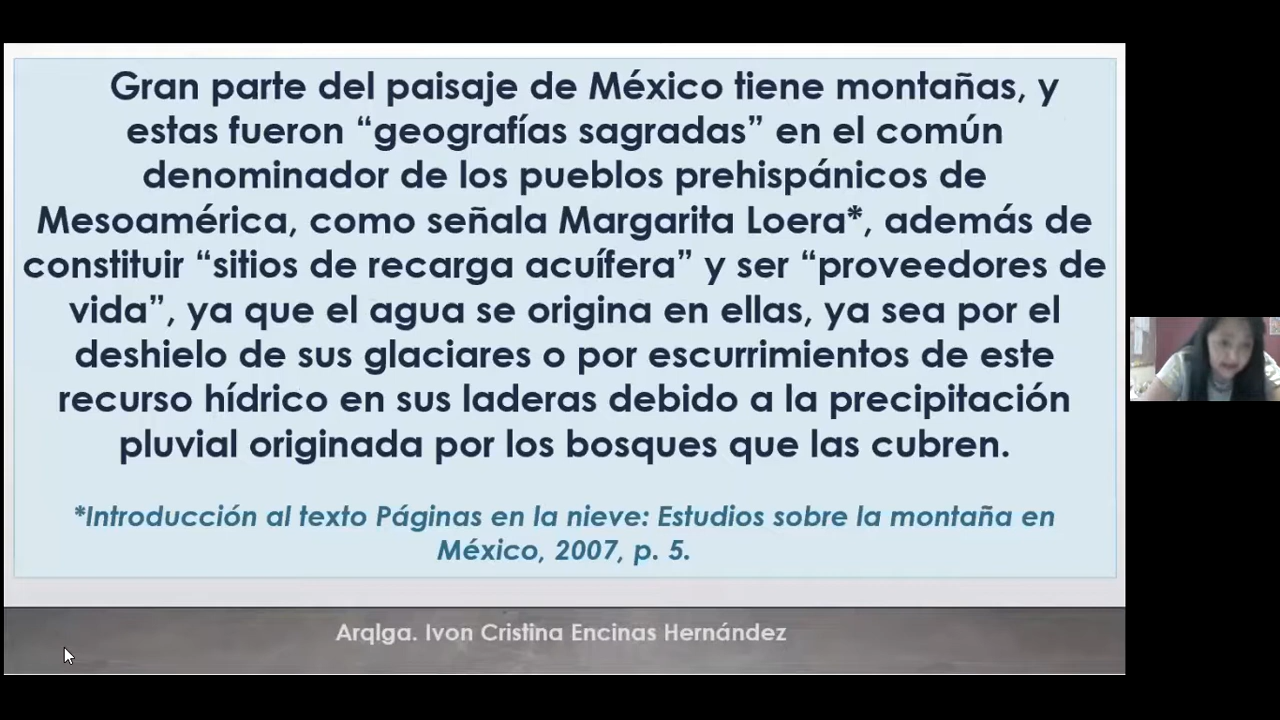 Gran parte del paisaje de México tiene montañas, y
estas fueron “geografías sagradas” en el común
denominador de los pueblos prehispánicos de
Mesoamérica, como señala Margarita Loera*, además de
constituir “sitios de recarga acuífera” y ser “proveedores de
vida”, ya que el agua se origina en ellas, ya sea por el
deshielo de sus glaciares o por escurrimientos de este
recurso hídrico en sus laderas debido a la precipitación
pluvial originada por los bosques que las cubren.
*Introducción al texto Páginas en la nieve: Estudios sobre la montaña en
México, 2007, p. 5.
Arqlga. Ivon Cristina Encinas Hernández